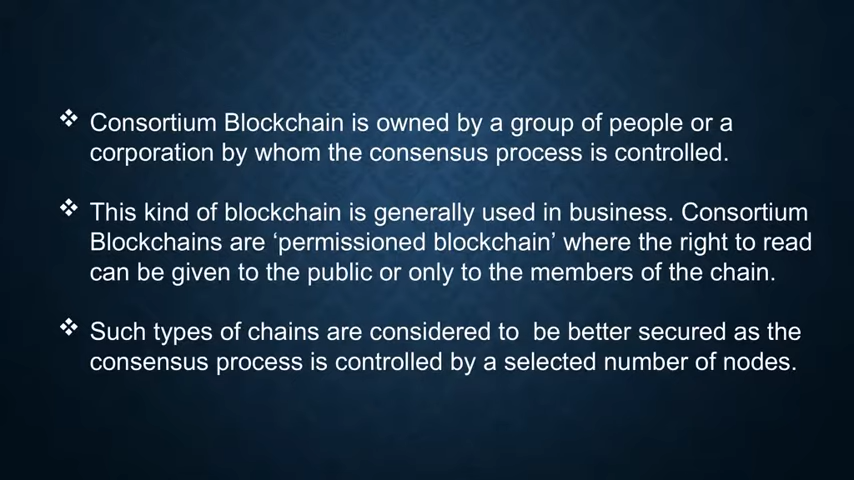 ❖ Consortium Blockchain is owned by a group of people or a
corporation by whom the consensus process is controlled.
❖ This kind of blockchain is generally used in business. Consortium
Blockchains are ‘permissioned blockchain’ where the right to read
can be given to the public or only to the members of the chain.
❖ Such types of chains are considered to  be better secured as the
consensus process is controlled by a selected number of nodes.